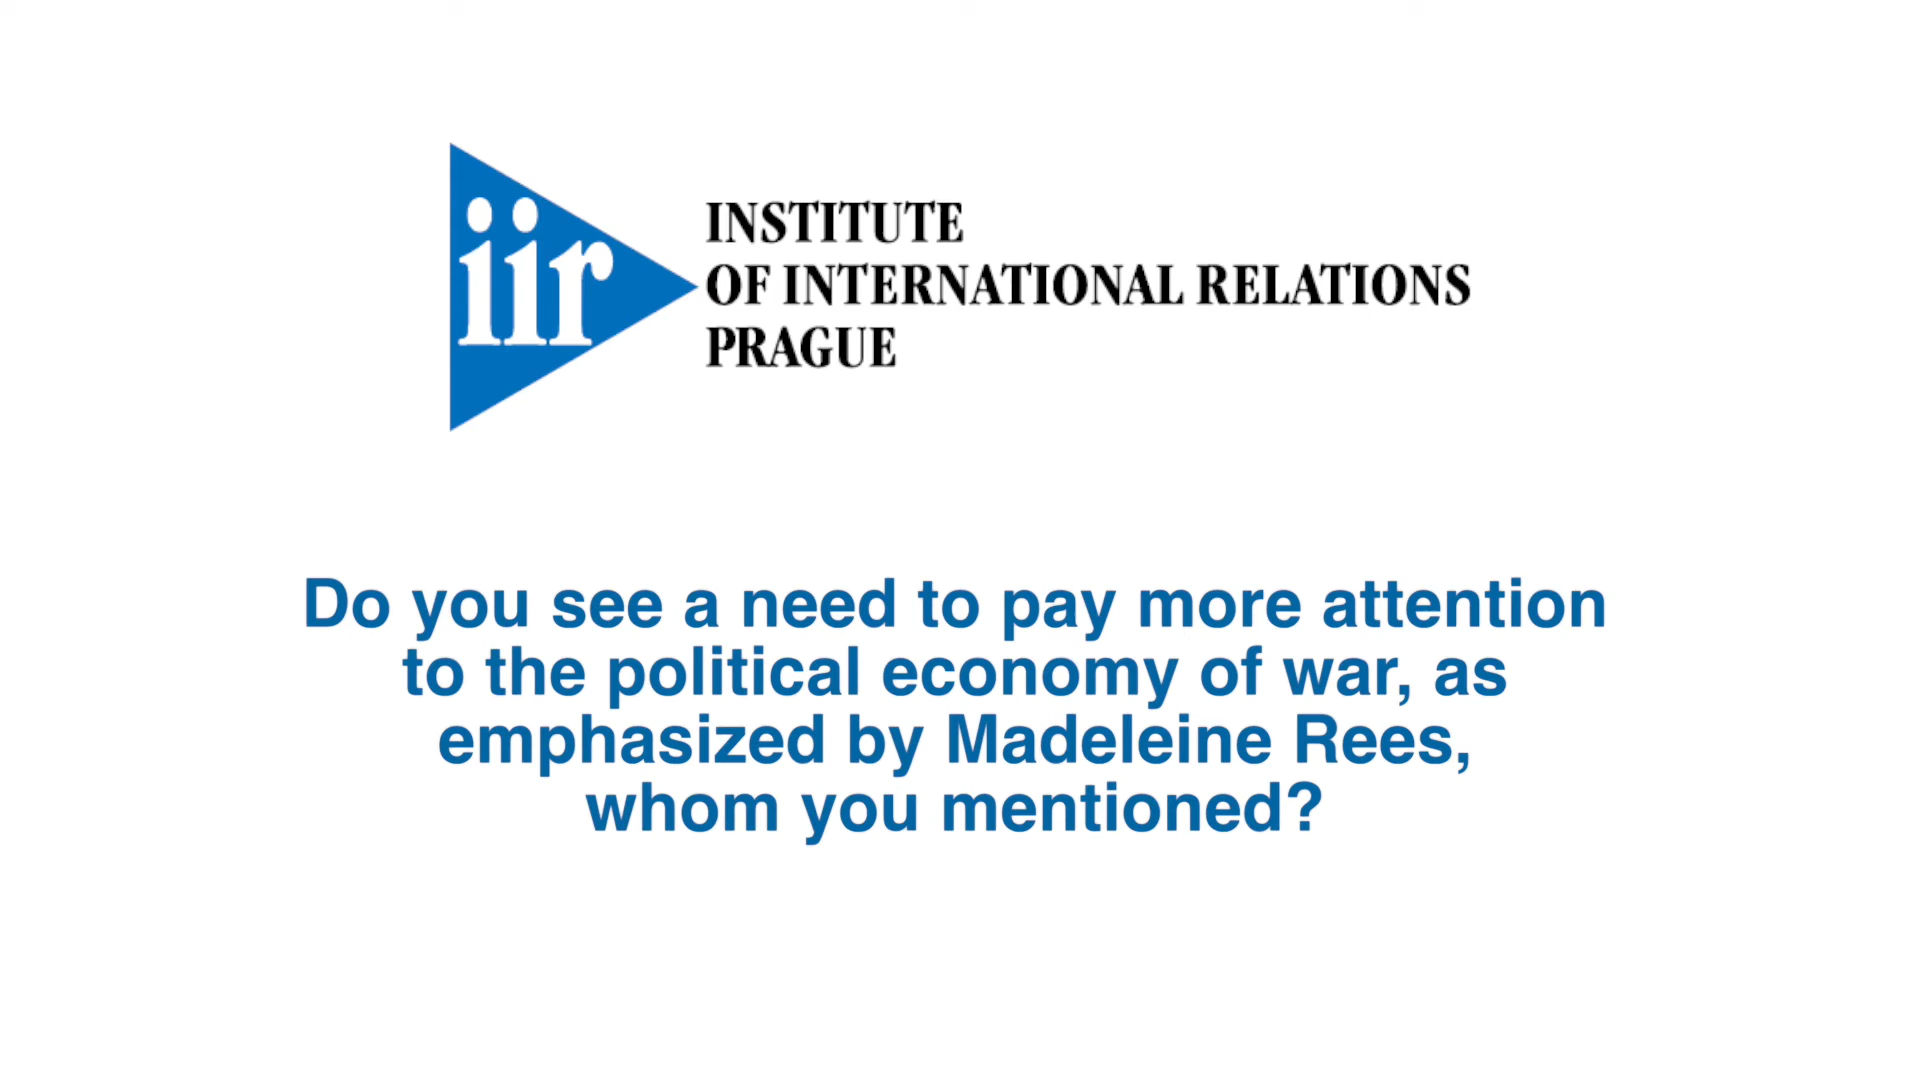 iir
INSTITUTE
OF INTERNATIONAL RELATIONS
PRAGUE
Do you see a need to pay more attention
to the political economy of war, as
emphasized by Madeleine Rees,
whom you mentioned?